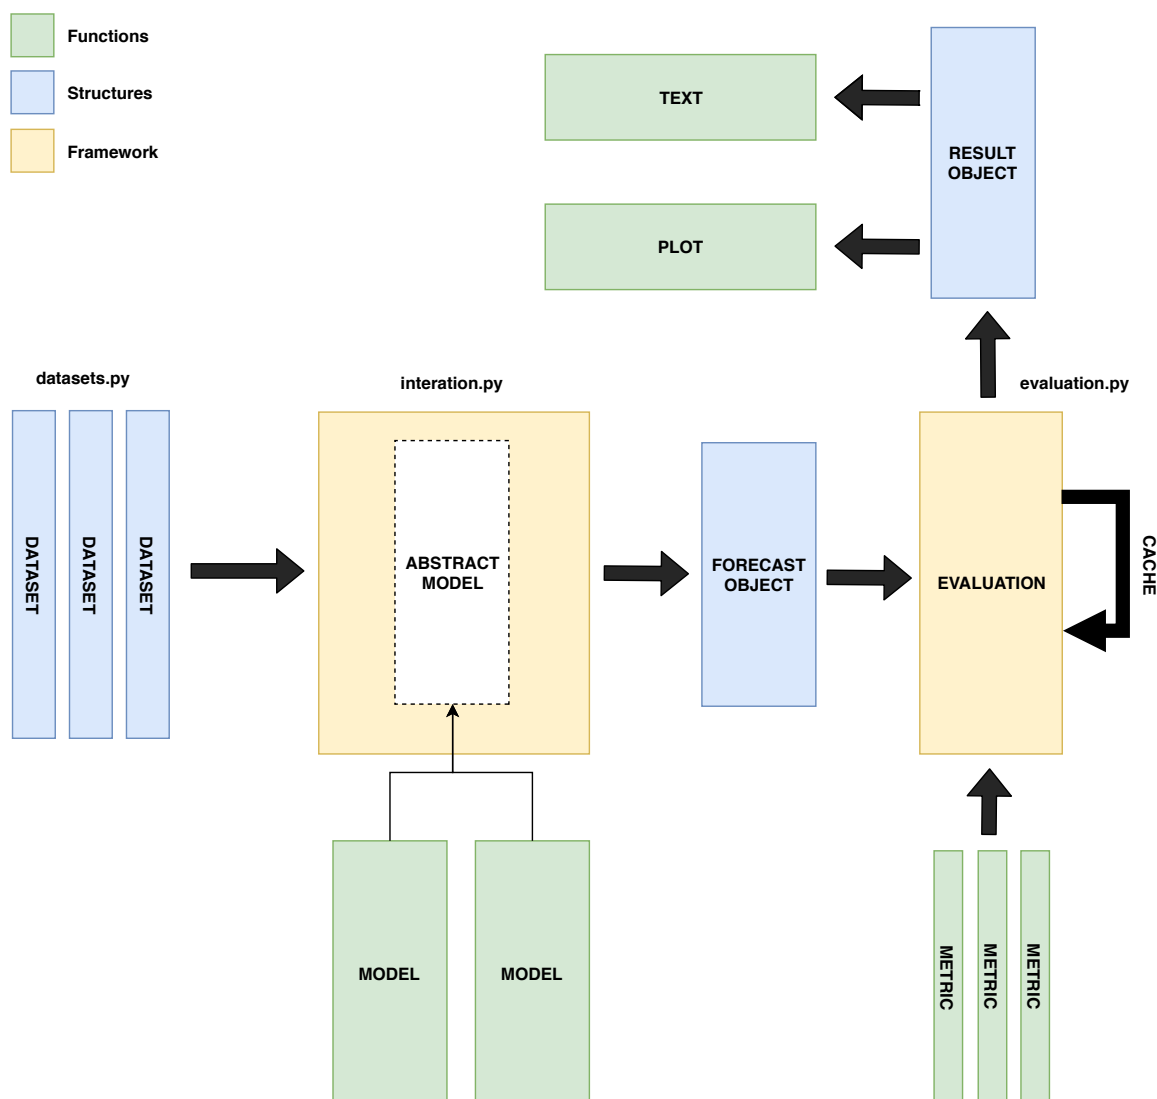 Functions
Structures
Framework
TEXT
PLOT
RESULT
OBJECT
datasets.py
interation.py
evaluation.py
DATASET
DATASET
DATASET
ABSTRACT
MODEL
FORECAST
OBJECT
EVALUATION
CACHE
MODEL
MODEL
METRIC
METRIC
METRIC